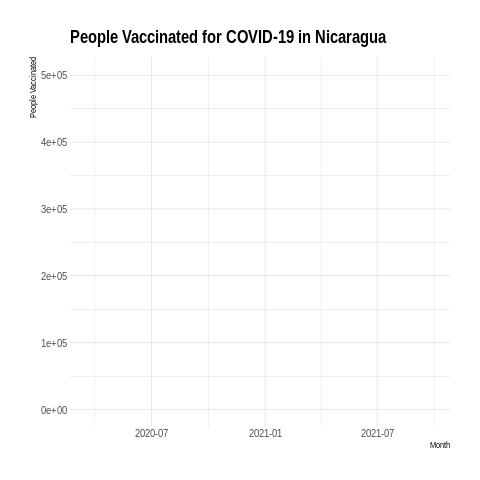 People Vaccinated for COVID-19 in Nicaragua
People Vaccinated
5e+05
4e+05
3e+05
2e+05
1e+05
0e+00
2020-07 2021-01 2021-07
Month